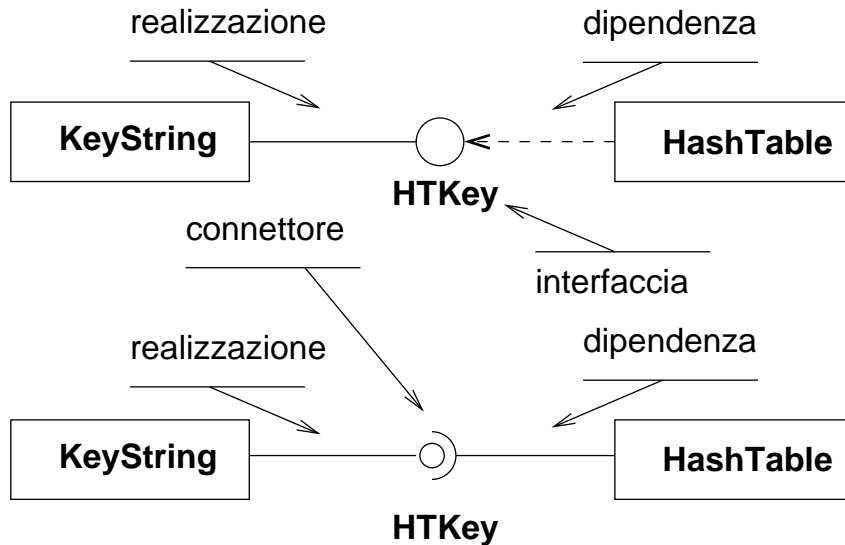 realizzazione dipendenza
KeyString HashTable
HTKey
connettore
interfaccia
realizzazione dipendenza
KeyString HashTable
HTKey